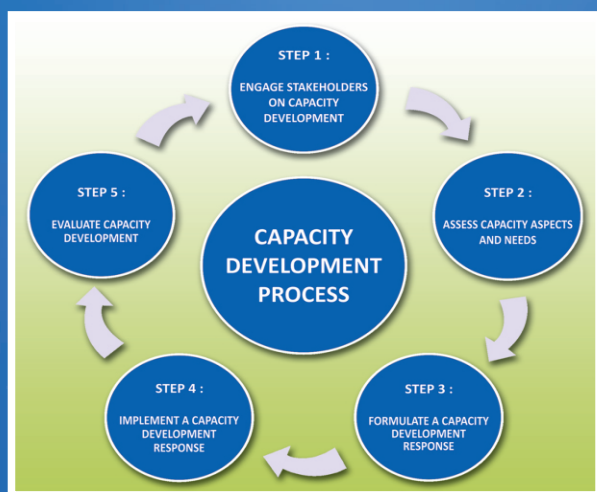 STEP 1 :
ENGAGE STAKEHOLDERS
ON CAPACITY
DEVELOPMENT
STEP 2 :
ASSESS CAPACITY ASPECTS
AND NEEDS
STEP 3 :
FORMULATE A CAPACITY
DEVELOPMENT
RESPONSE
STEP 4 :
IMPLEMENT A CAPACITY
DEVELOPMENT
RESPONSE
STEP 5 :
EVALUATE CAPACITY
DEVELOPMENT
CAPACITY
DEVELOPMENT
PROCESS